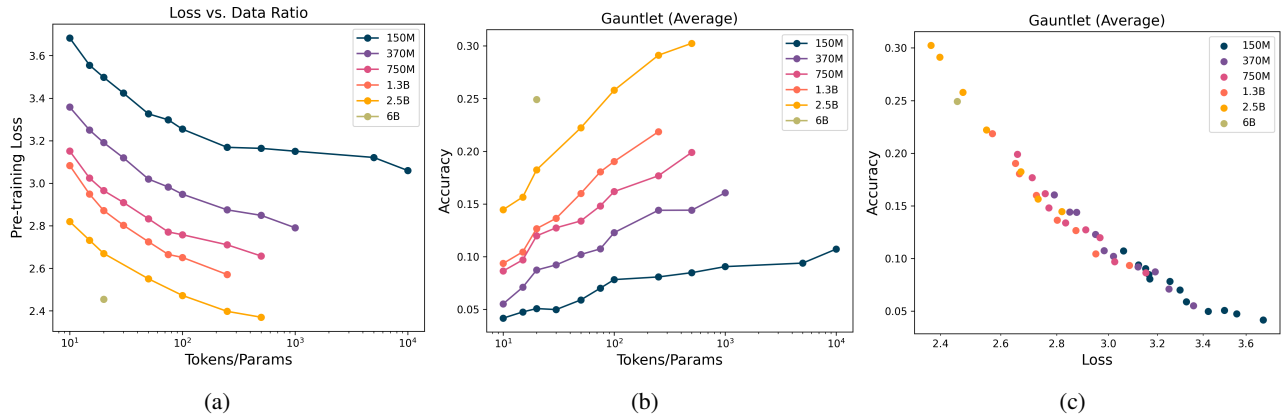 Loss vs. Data Ratio
Pre-training Loss
3.6
3.4
3.2
3.0
2.8
2.6
2.4
10¹ 10² 10³ 10⁴
Tokens/Params
150M
370M
750M
1.3B
2.5B
6B
(a)
Gauntlet (Average)
Accuracy
0.30
0.25
0.20
0.15
0.10
0.05
10¹ 10² 10³ 10⁴
Tokens/Params
150M
370M
750M
1.3B
2.5B
6B
(b)
Gauntlet (Average)
Accuracy
0.30
0.25
0.20
0.15
0.10
0.05
2.4 2.6 2.8 3.0 3.2 3.4 3.6
Loss
150M
370M
750M
1.3B
2.5B
6B
(c)